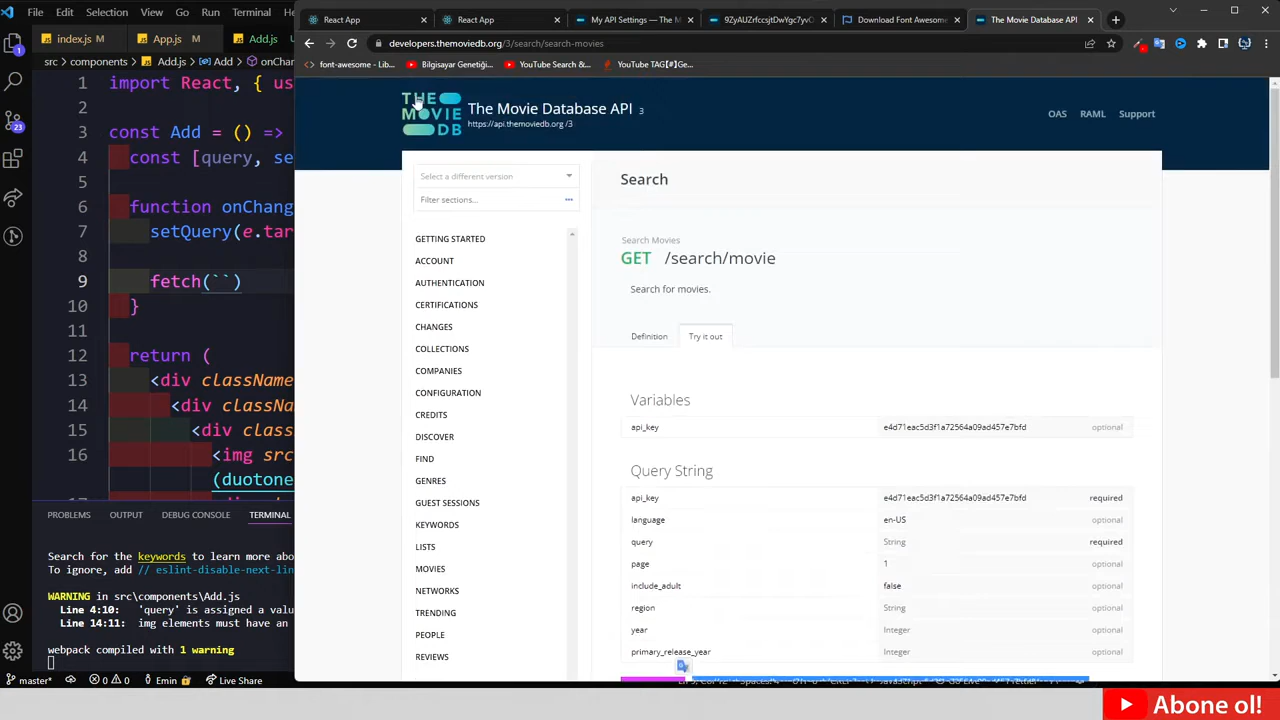 File Edit Selection View Go Run Terminal
index.js M App.js M Add.js
src > components > Add.js > Add > onChan
1 import React, { us
2
3 const Add = () =>
4 const [query, se
5
6 function onChang
7 setQuery(e.tar
8
9 fetch(``)
10 }
11
12 return (
13 <div className
14 <div classNam
15 <div class
16 <img src
(duotone
PROBLEMS OUTPUT DEBUG CONSOLE TERMINAL
Search for the keywords to learn more abo
To ignore, add // eslint-disable-next-lin
WARNING in src\components\Add.js
Line 4:10: 'query' is assigned a valu
Line 14:11: img elements must have an
webpack compiled with 1 warning
master* 0 0 Emin Live Share
1
23
React App
React App
My API Settings — The M
9ZyAUZrfccsjtDwYgc7yv
Download Font Awesome
The Movie Database API
developers.themoviedb.org/3/search/search-movies
font-awesome - Lib...
Bilgisayar Genetiği...
YouTube Search &...
YouTube TAG【#】Ge...
THE MOVIE DB
The Movie Database API 3
https://api.themoviedb.org/3
OAS RAML Support
Select a different version
Filter sections...
GETTING STARTED
ACCOUNT
AUTHENTICATION
CERTIFICATIONS
CHANGES
COLLECTIONS
COMPANIES
CONFIGURATION
CREDITS
DISCOVER
FIND
GENRES
GUEST SESSIONS
KEYWORDS
LISTS
MOVIES
NETWORKS
TRENDING
PEOPLE
REVIEWS
Search
Search Movies
GET /search/movie
Search for movies.
Definition Try it out
Variables
api_key e4d71eac5d3f1a72564a09ad457e7bfd optional
Query String
api_key e4d71eac5d3f1a72564a09ad457e7bfd required
language en-US optional
query String required
page 1 optional
include_adult false optional
region String optional
year Integer optional
primary_release_year Integer optional
Abone ol!